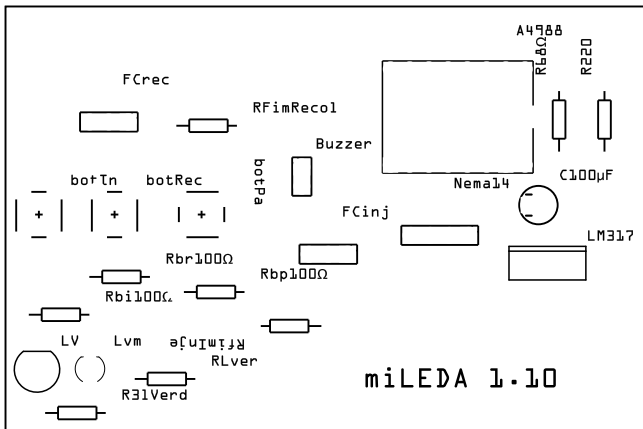 A4988
R68Ω
R220
FCrec
RFimRecol
Buzzer
botPa
botIn
botRec
Nema14
C100µF
FCinj
LM317
Rbr100Ω
Rbp100Ω
Rbi100Ω
LV
Lvm
RfimInje
RLver
miLEDA 1.10
R31Verd